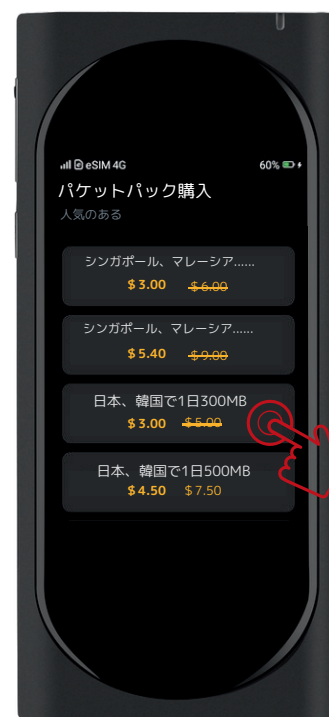 eSIM 4G 60%
パケットパック購入
人気のある
シンガポール、マレーシア......
$3.00 $6.00
シンガポール、マレーシア......
$5.40 $9.00
日本、韓国で1日300MB
$3.00 $5.00
日本、韓国で1日500MB
$4.50 $7.50